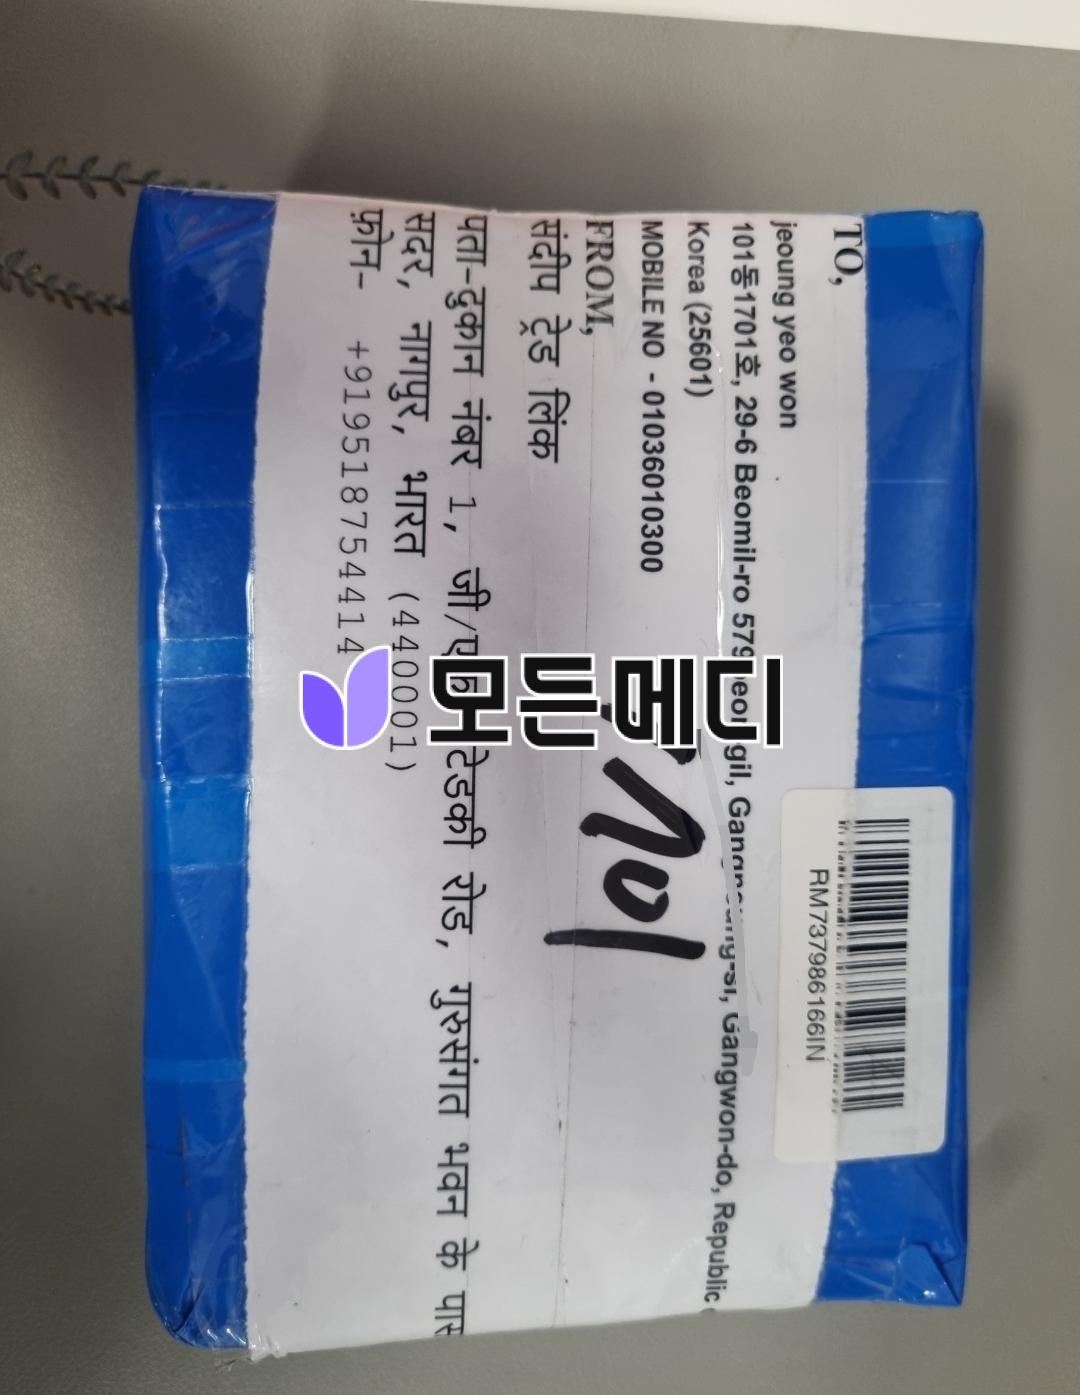 TO,
jeoung yeo won
101동1701호, 29-6 Beomil-ro 579 gil, Gangwon-do, Republic
Korea (25601)
MOBILE NO - 01036010300
FROM,
संदीप ट्रेड लिंक
पता-दुकान नंबर 1, टेडकी रोड, गुरुसंगत भवन के पास
सदर, नागपुर, भारत (440001)
फ़ोन- +919518754414
1701
RM737986166IN